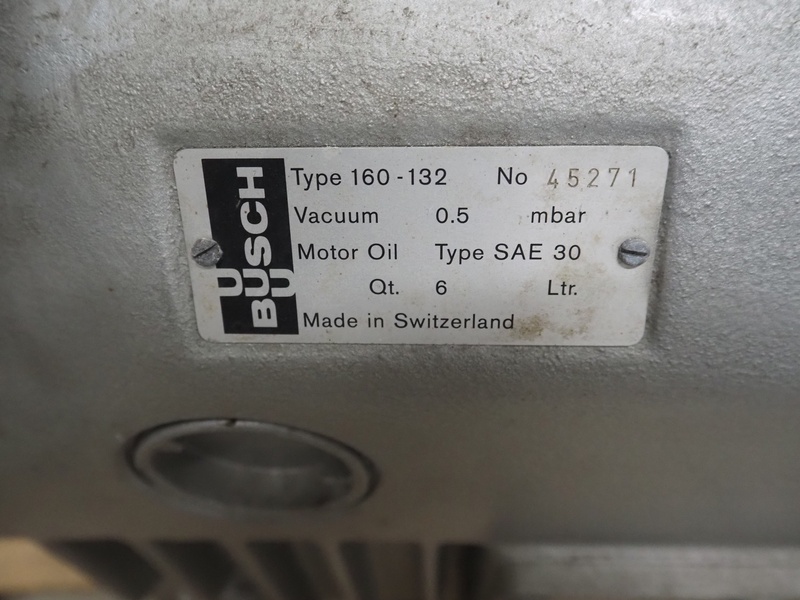 BUSCH
Type 160-132 No 45271
Vacuum 0.5 mbar
Motor Oil Type SAE 30
Qt. 6 Ltr.
Made in Switzerland